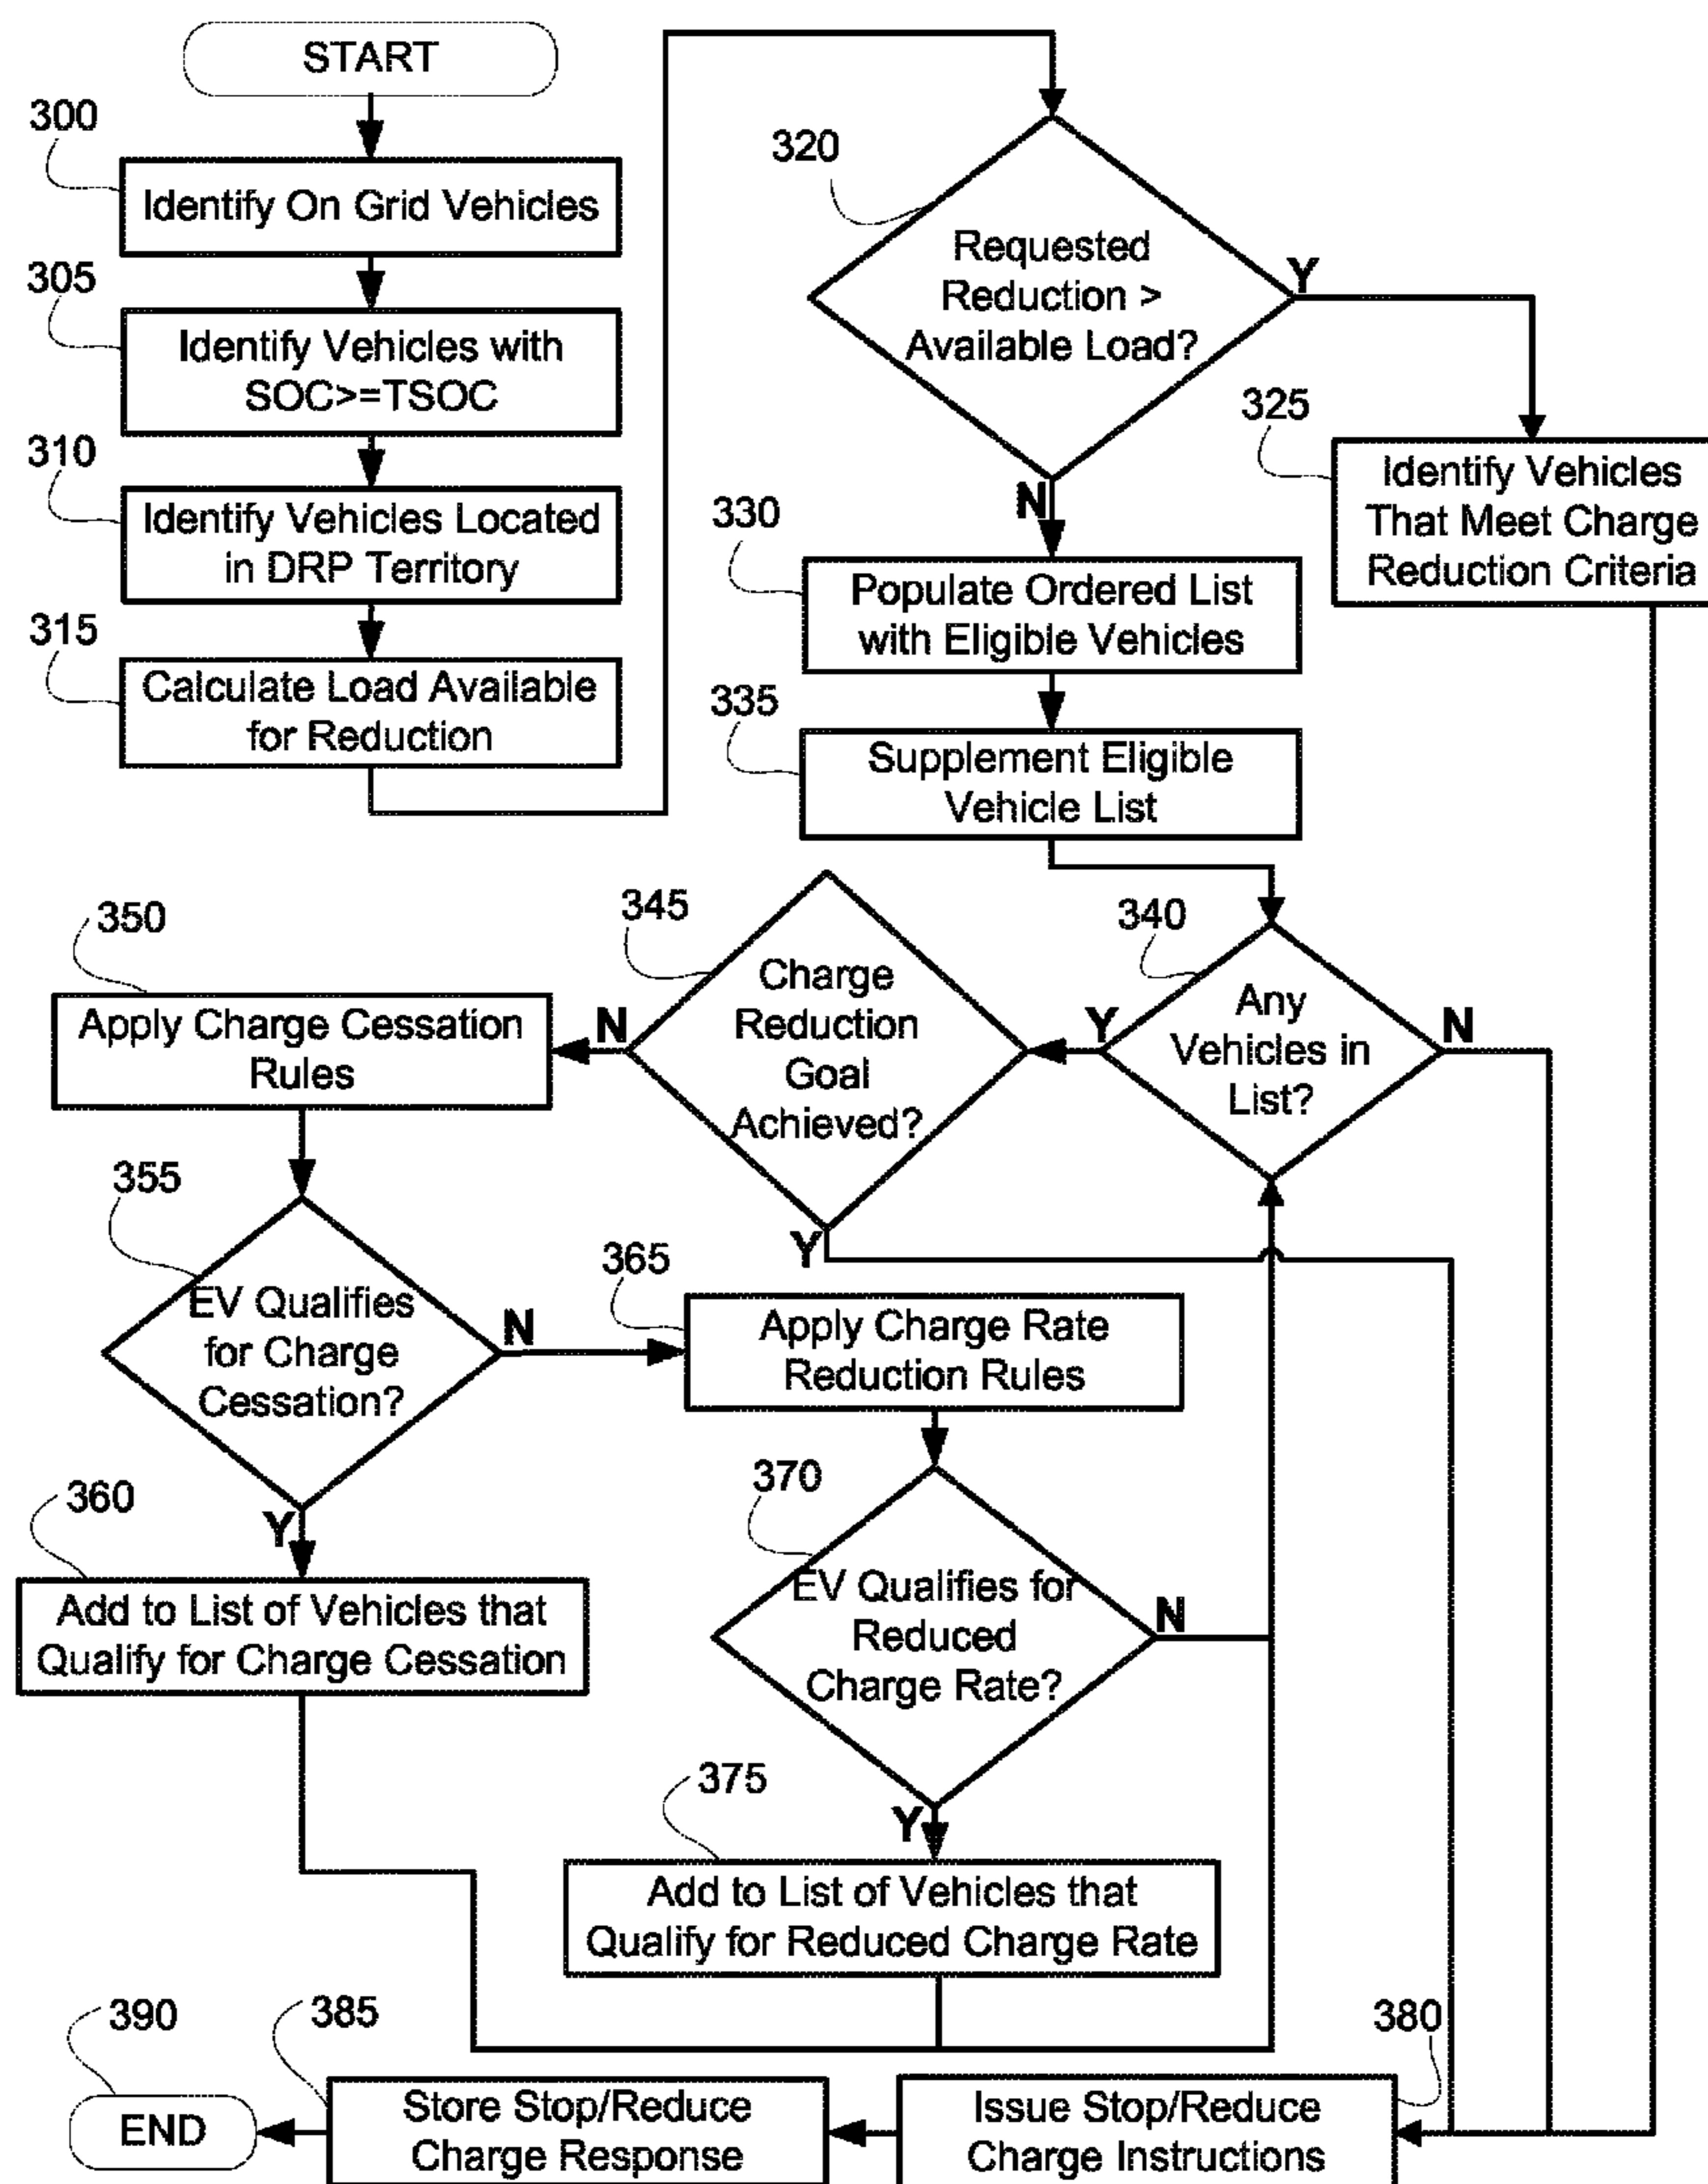 START
300
Identify On Grid Vehicles
305
Identify Vehicles with
SOC>=TSOC
310
Identify Vehicles Located
in DRP Territory
315
Calculate Load Available
for Reduction
320
Requested
Reduction >
Available Load?
Y
N
325
Identify Vehicles
That Meet Charge
Reduction Criteria
330
Populate Ordered List
with Eligible Vehicles
335
Supplement Eligible
Vehicle List
340
Any
Vehicles in
List?
Y
N
345
Charge
Reduction
Goal
Achieved?
N
Y
350
Apply Charge Cessation
Rules
355
EV Qualifies
for Charge
Cessation?
N
Y
360
Add to List of Vehicles that
Qualify for Charge Cessation
365
Apply Charge Rate
Reduction Rules
370
EV Qualifies for
Reduced
Charge Rate?
N
Y
375
Add to List of Vehicles that
Qualify for Reduced Charge Rate
380
Issue Stop/Reduce
Charge Instructions
385
Store Stop/Reduce
Charge Response
390
END